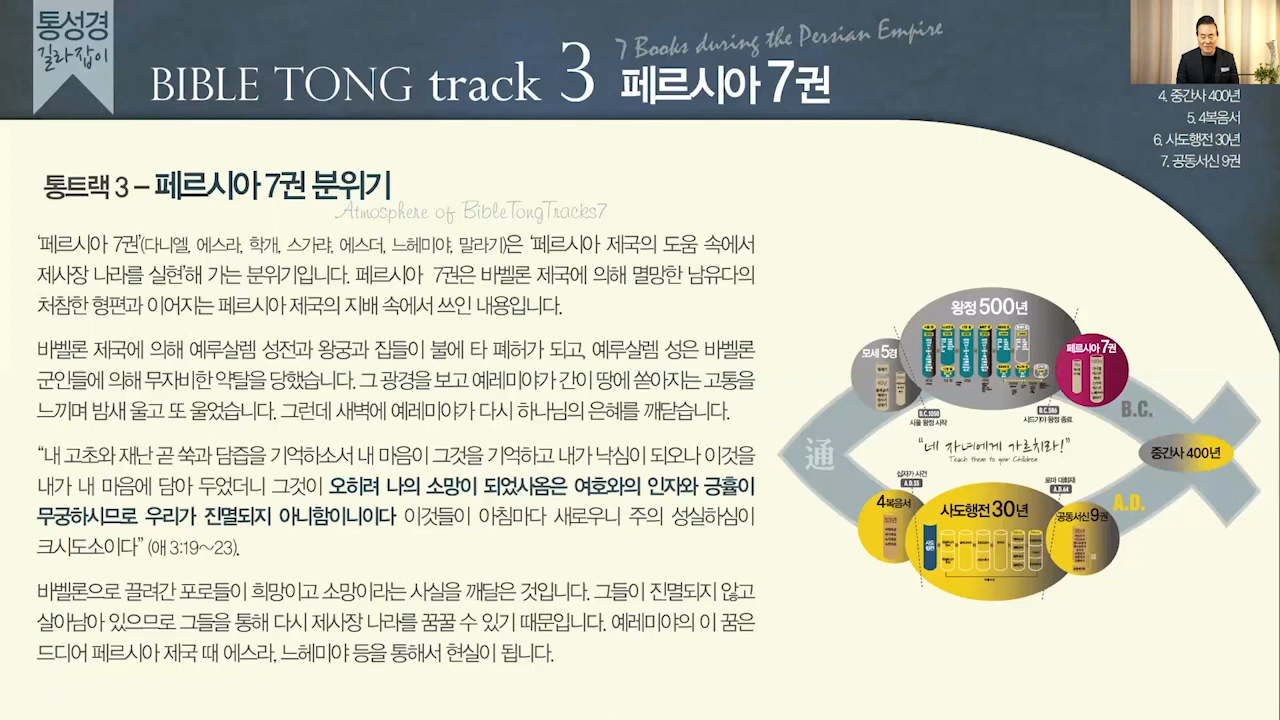 통성경
길라잡이
BIBLE TONG track 3 페르시아 7권
7 Books during the Persian Empire
4. 중간사 400년
5. 4복음서
6. 사도행전 30년
7. 공동서신 9권
통트랙 3 – 페르시아 7권 분위기
Atmosphere of BibleTongTracks7
‘페르시아 7권’(다니엘, 에스라, 학개, 스가랴, 에스더, 느헤미야, 말라기)은 ‘페르시아 제국의 도움 속에서
제사장 나라를 실현’해 가는 분위기입니다. 페르시아 7권은 바벨론 제국에 의해 멸망한 남유다의
처참한 형편과 이어지는 페르시아 제국의 지배 속에서 쓰인 내용입니다.
바벨론 제국에 의해 예루살렘 성전과 왕궁과 집들이 불에 타 폐허가 되고, 예루살렘 성은 바벨론
군인들에 의해 무자비한 약탈을 당했습니다. 그 광경을 보고 예레미야가 간이 땅에 쏟아지는 고통을
느끼며 밤새 울고 또 울었습니다. 그런데 새벽에 예레미야가 다시 하나님의 은혜를 깨닫습니다.
“내 고초와 재난 곧 쑥과 담즙을 기억하소서 내 마음이 그것을 기억하고 내가 낙심이 되오나 이것을
내가 내 마음에 담아 두었더니 그것이 오히려 나의 소망이 되었사옴은 여호와의 인자와 긍휼이
무궁하시므로 우리가 진멸되지 아니함이니이다 이것들이 아침마다 새로우니 주의 성실하심이
크시도소이다” (애 3:19~23).
바벨론으로 끌려간 포로들이 희망이고 소망이라는 사실을 깨달은 것입니다. 그들이 진멸되지 않고
살아남아 있으므로 그들을 통해 다시 제사장 나라를 꿈꿀 수 있기 때문입니다. 예레미야의 이 꿈은
드디어 페르시아 제국 때 에스라, 느헤미야 등을 통해서 현실이 됩니다.
왕정 500년
모세 5경
페르시아 7권
B.C. 1050
사울 왕정 시작
B.C. 586
시드기야 왕정 종료
B.C.
通
“네 자녀에게 가르치라!”
Teach them to your Children
중간사 400년
십자가 사건
A.D. 33
로마 대화재
A.D. 64
A.D.
4복음서
사도행전 30년
공동서신 9권